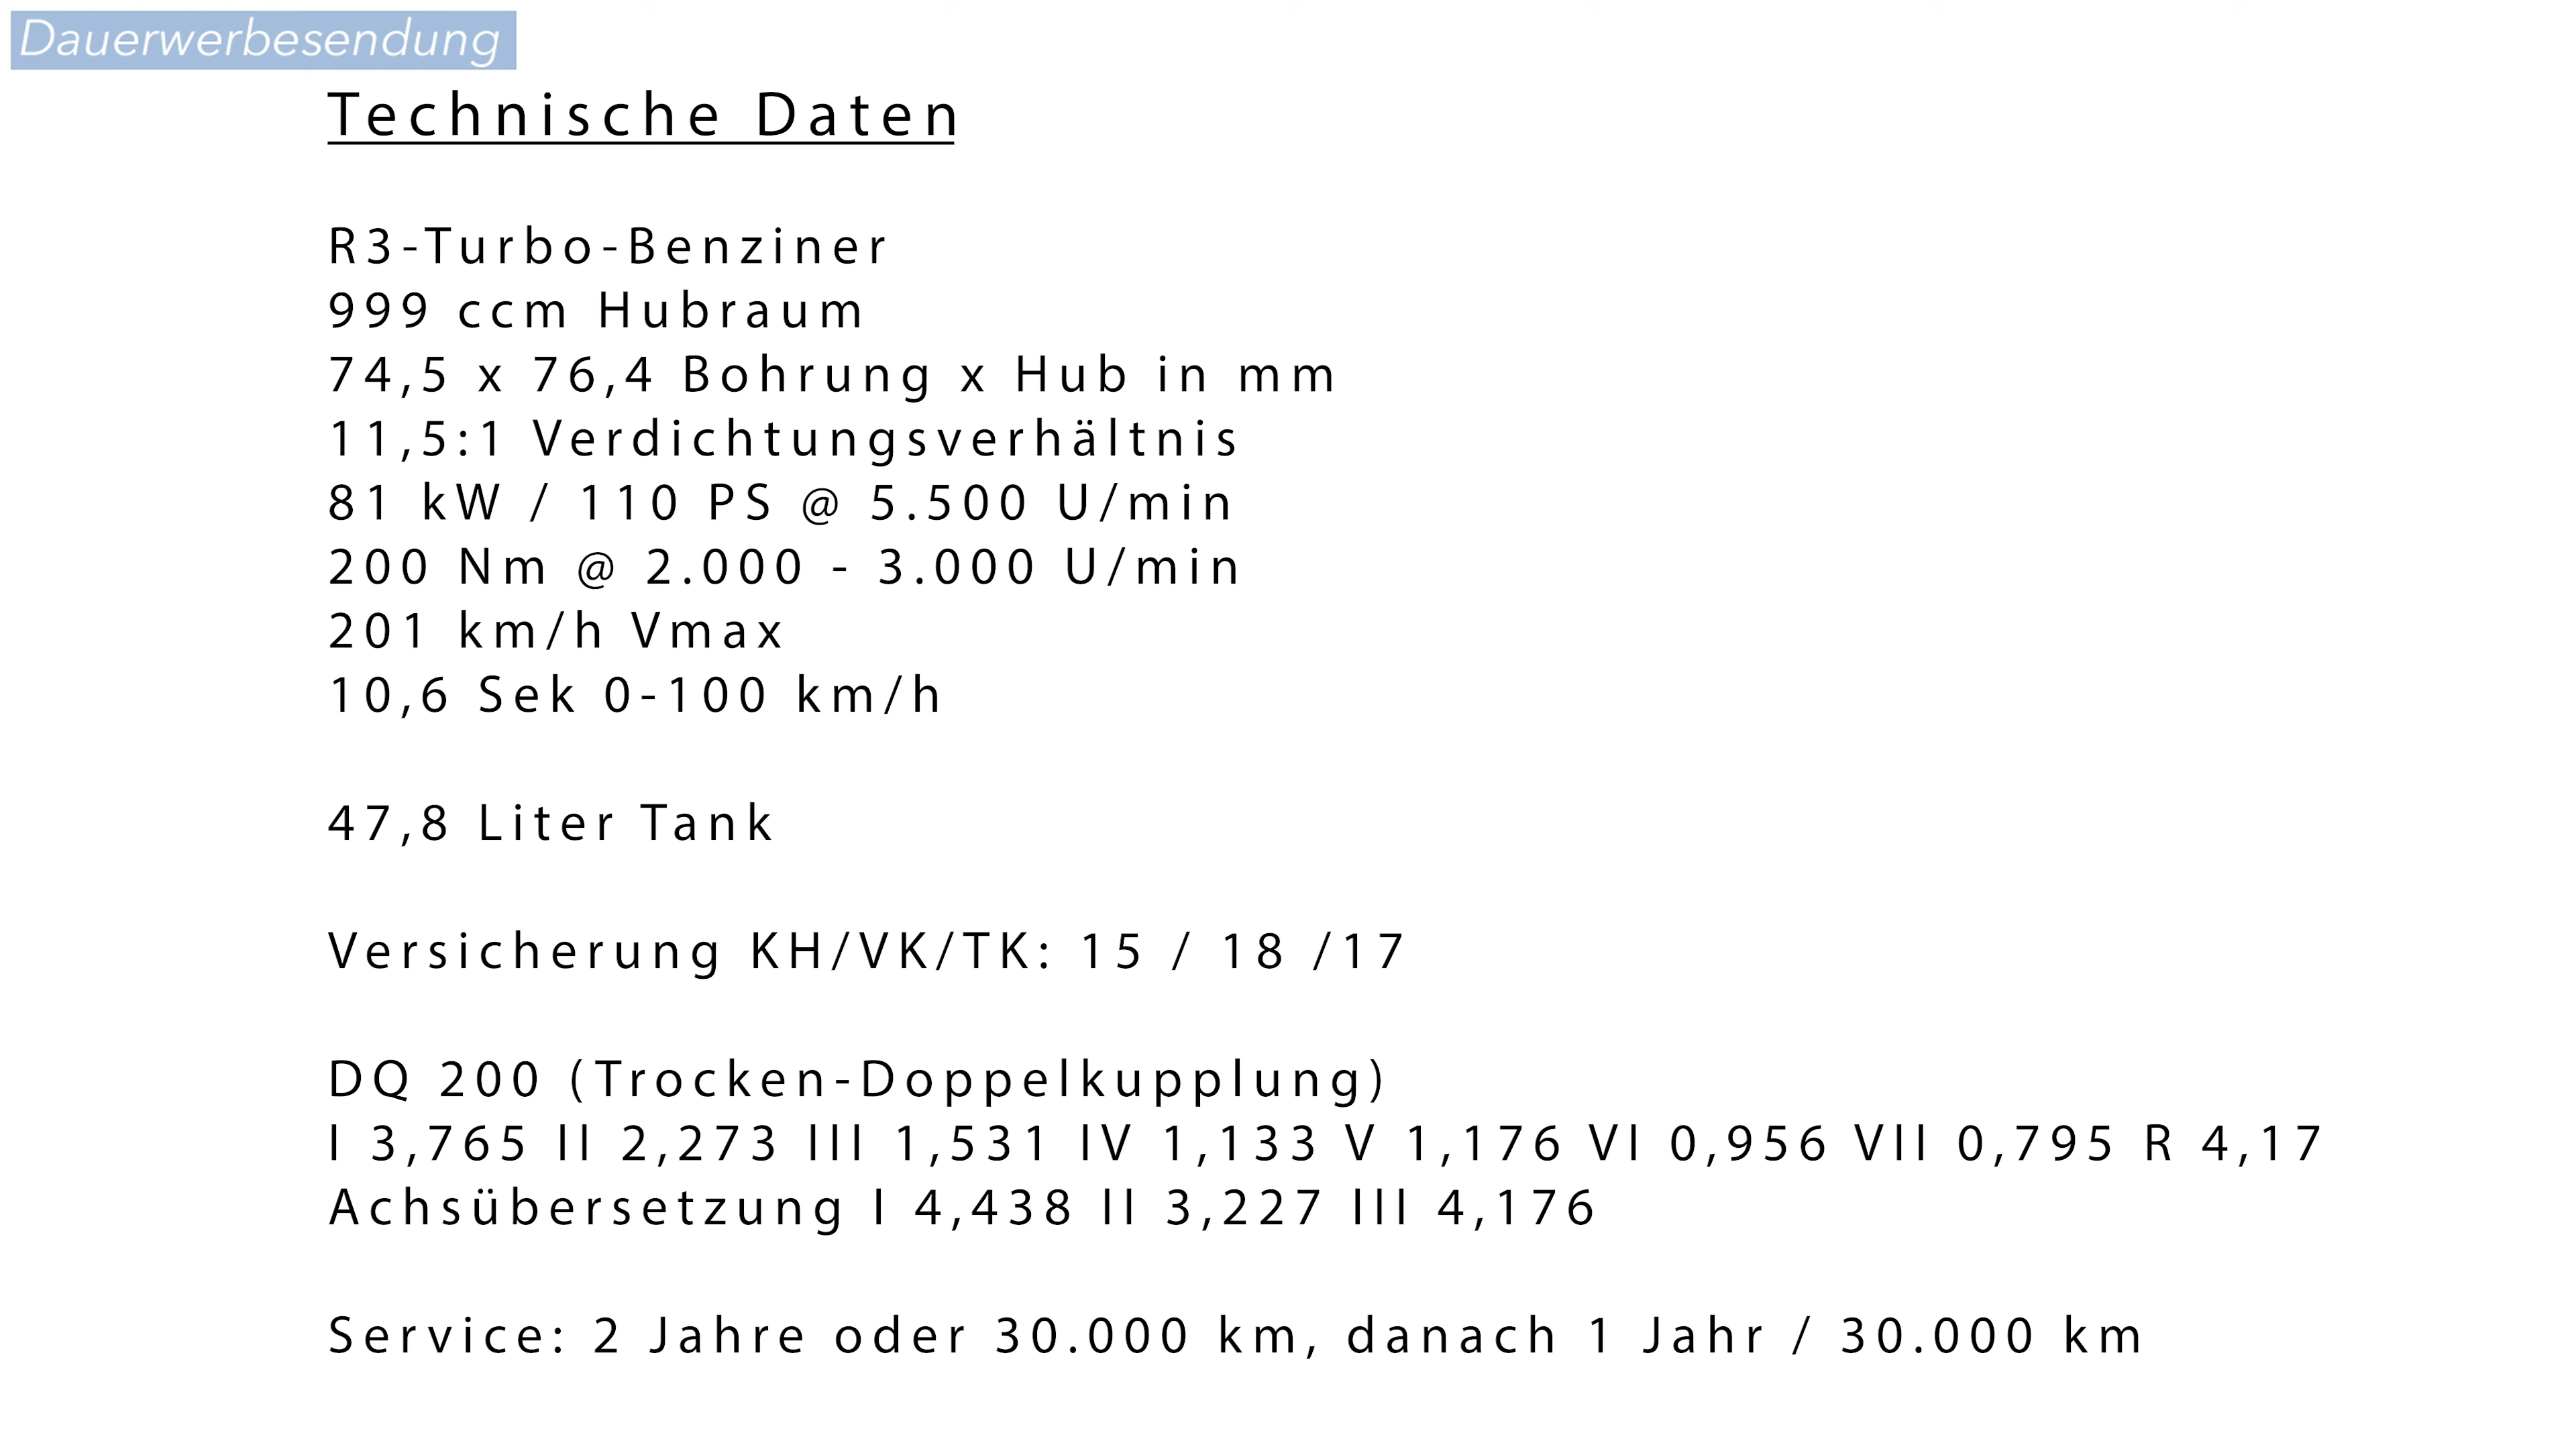 Dauerwerbesendung
Technische Daten
R3-Turbo-Benziner
999 ccm Hubraum
74,5 x 76,4 Bohrung x Hub in mm
11,5:1 Verdichtungsverhältnis
81 kW / 110 PS @ 5.500 U/min
200 Nm @ 2.000 - 3.000 U/min
201 km/h Vmax
10,6 Sek 0-100 km/h
47,8 Liter Tank
Versicherung KH/VK/TK: 15 / 18 /17
DQ 200 (Trocken-Doppelkupplung)
I 3,765 II 2,273 III 1,531 IV 1,133 V 1,176 VI 0,956 VII 0,795 R 4,17
Achsübersetzung I 4,438 II 3,227 III 4,176
Service: 2 Jahre oder 30.000 km, danach 1 Jahr / 30.000 km